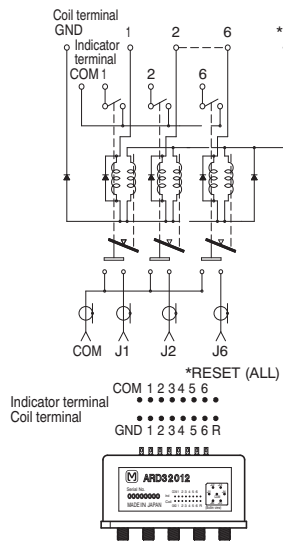 Coil terminal
GND 1 2 6 *
Indicator
terminal
COM 1 2 6
COM J1 J2 J6
*RESET (ALL)
COM 1 2 3 4 5 6
Indicator terminal
Coil terminal
GND 1 2 3 4 5 6 R
M ARD32012
Serial No.
00000000
MADE IN JAPAN